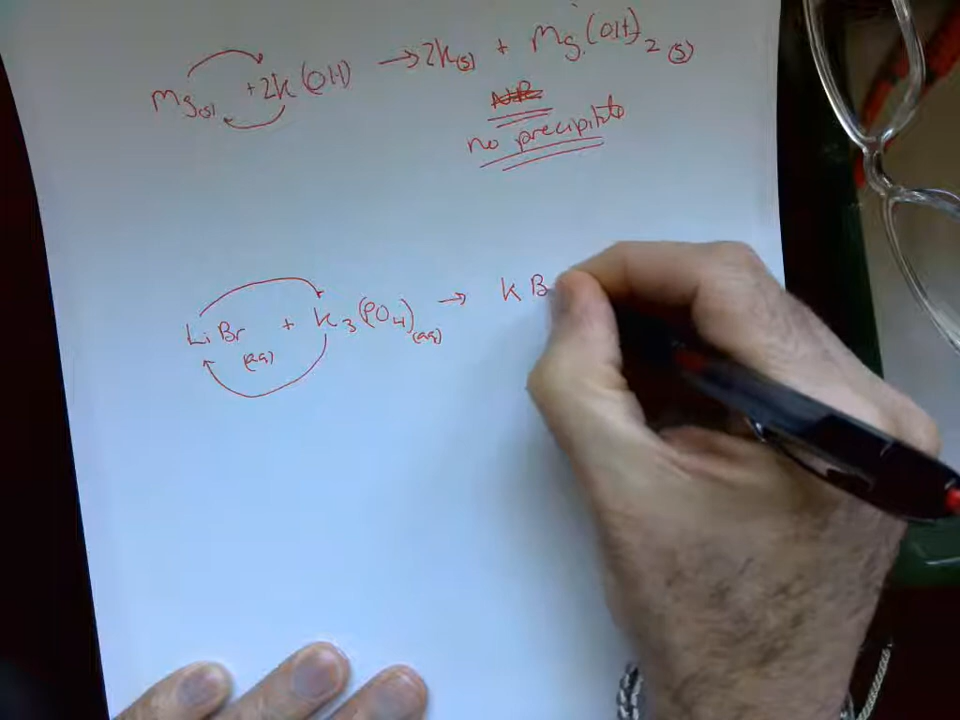 Mg(s) + 2K(OH) → 2K(s) + Mg(OH)2 (s)
NR
no precipitate
LiBr (aq) + K3(PO4)(aq) → KB